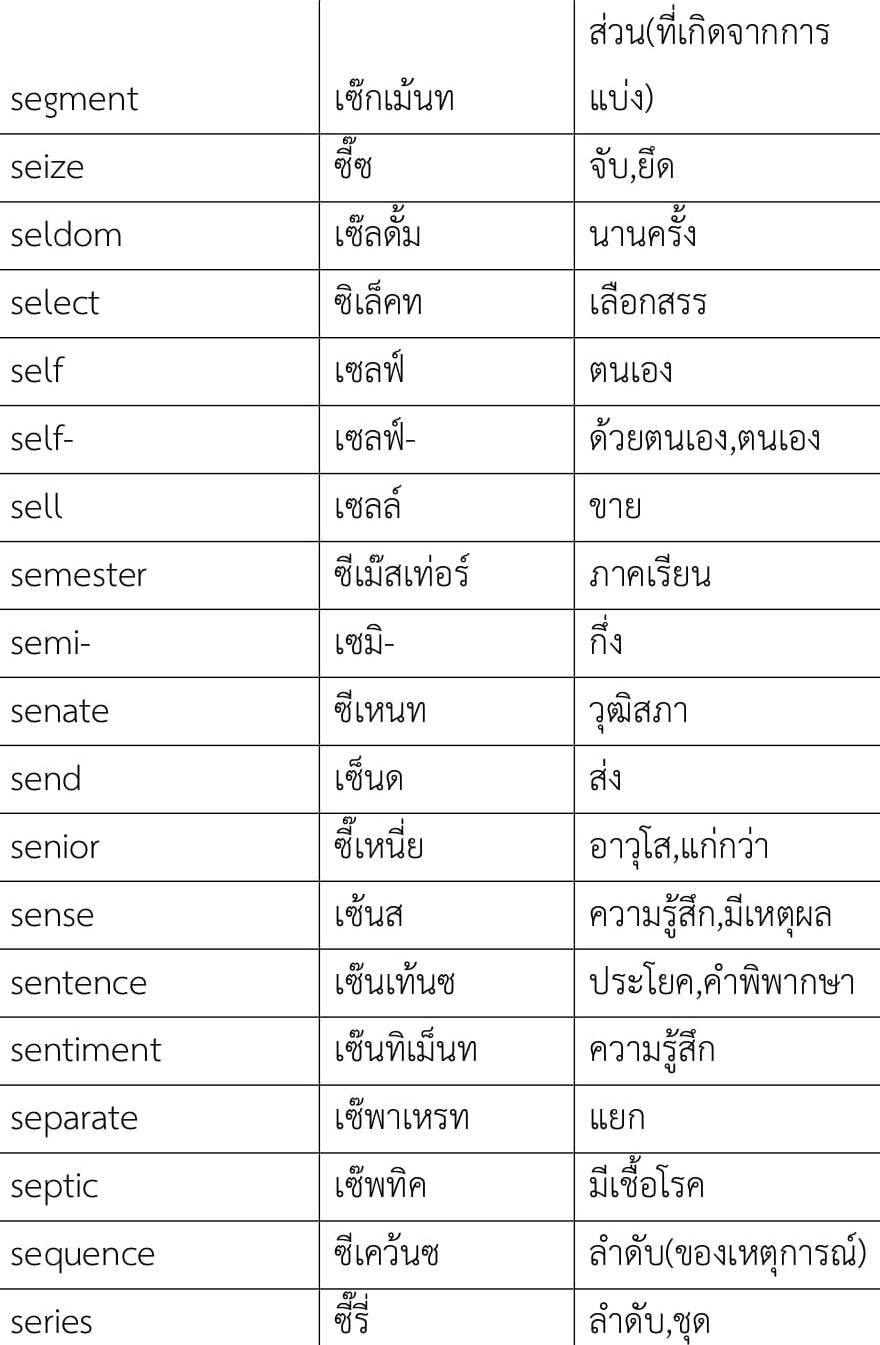 ส่วน(ที่เกิดจากการ
segment เซ๊กเม้นท แบ่ง)
seize ซี๊ซ จับ,ยึด
seldom เซ๊ลดั้ม นานครั้ง
select ซิเล็คท เลือกสรร
self เซลฟ์ ตนเอง
self- เซลฟ์- ด้วยตนเอง,ตนเอง
sell เซลล์ ขาย
semester ซีเม๊สเท่อร์ ภาคเรียน
semi- เซมิ- กึ่ง
senate ซีเหนท วุฒิสภา
send เซ็นด ส่ง
senior ซี๊เหนี่ย อาวุโส,แก่กว่า
sense เซ้นส ความรู้สึก,มีเหตุผล
sentence เซ๊นเท้นซ ประโยค,คำพิพากษา
sentiment เซ๊นทิเม็นท ความรู้สึก
separate เซ๊พาเหรท แยก
septic เซ๊พทิค มีเชื้อโรค
sequence ซีเคว้นซ ลำดับ(ของเหตุการณ์)
series ซี๊รี่ ลำดับ,ชุด